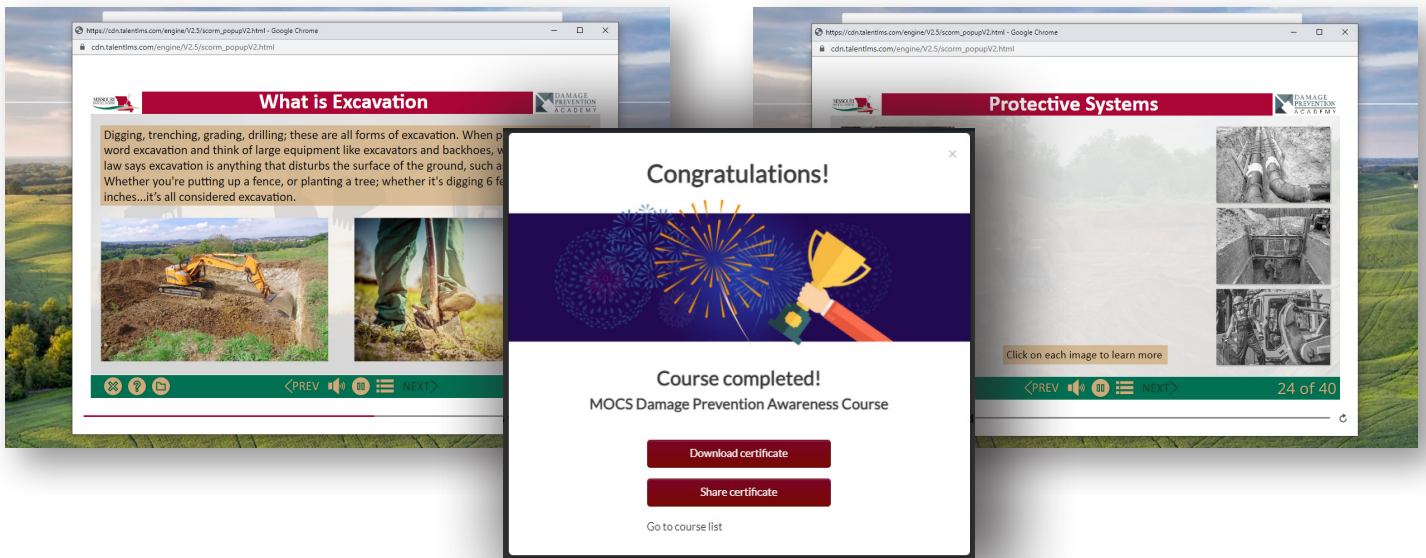 https://cdn.talentlms.com/engine/V2.5/scorm_popupV2.html - Google Chrome
cdn.talentlms.com/engine/V2.5/scorm_popupV2.html
MISSOURI
What is Excavation
DAMAGE
PREVENTION
ACADEMY
Digging, trenching, grading, drilling; these are all forms of excavation. When p
word excavation and think of large equipment like excavators and backhoes, w
law says excavation is anything that disturbs the surface of the ground, such a
Whether you're putting up a fence, or planting a tree; whether it's digging 6 fe
inches...it's all considered excavation.
PREV
NEXT
Congratulations!
Course completed!
MOCS Damage Prevention Awareness Course
Download certificate
Share certificate
Go to course list
https://cdn.talentlms.com/engine/V2.5/scorm_popupV2.html - Google Chrome
cdn.talentlms.com/engine/V2.5/scorm_popupV2.html
MISSOURI
Protective Systems
DAMAGE
PREVENTION
ACADEMY
Click on each image to learn more
PREV
NEXT
24 of 40